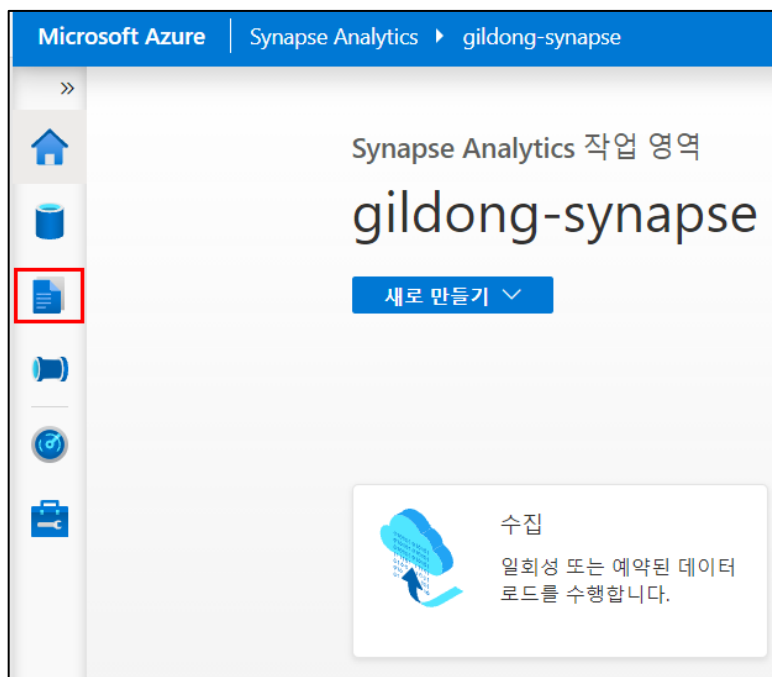 Microsoft Azure Synapse Analytics gildong-synapse
Synapse Analytics 작업 영역
gildong-synapse
새로 만들기
수집
일회성 또는 예약된 데이터
로드를 수행합니다.